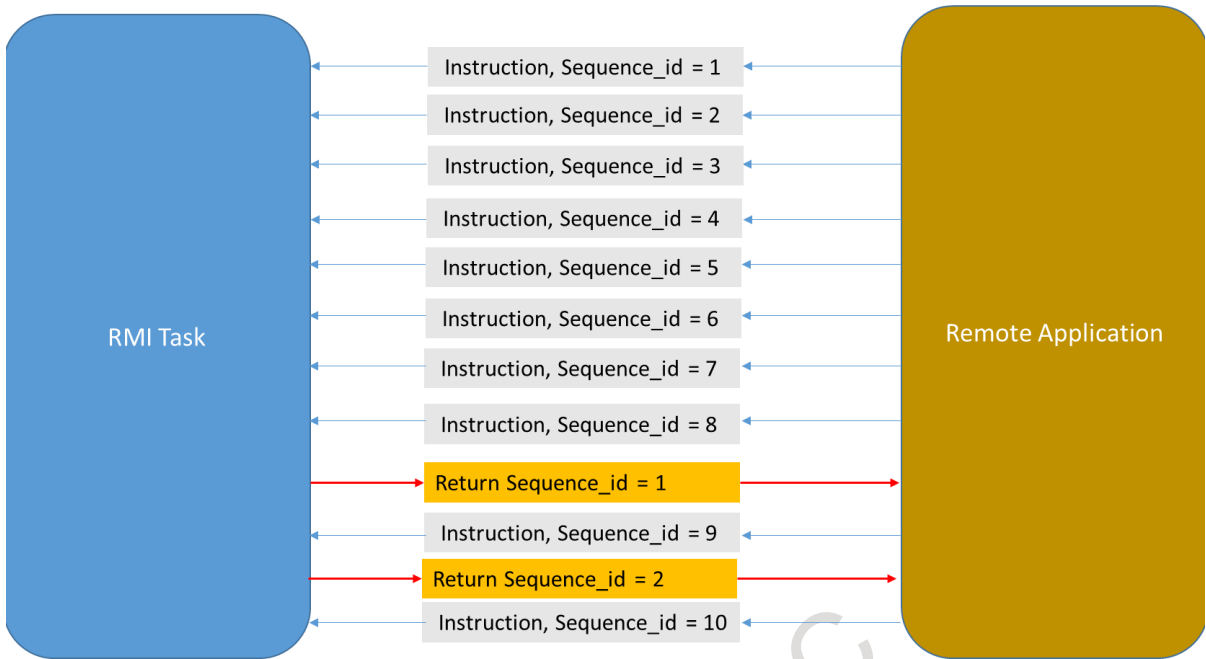 Instruction, Sequence_id = 1
Instruction, Sequence_id = 2
Instruction, Sequence_id = 3
Instruction, Sequence_id = 4
Instruction, Sequence_id = 5
Instruction, Sequence_id = 6
RMI Task
Remote Application
Instruction, Sequence_id = 7
Instruction, Sequence_id = 8
Return Sequence_id = 1
Instruction, Sequence_id = 9
Return Sequence_id = 2
Instruction, Sequence_id = 10